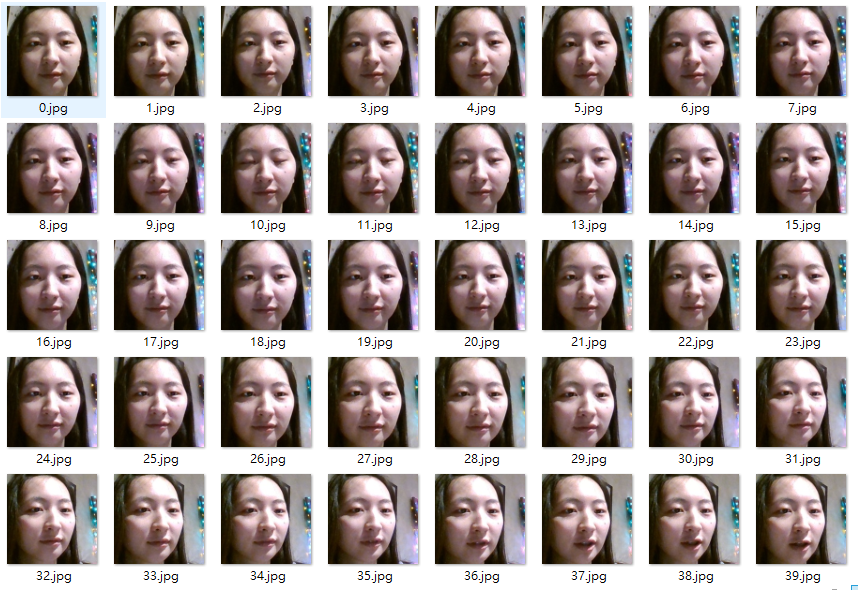 0.jpg 1.jpg 2.jpg 3.jpg 4.jpg 5.jpg 6.jpg 7.jpg
8.jpg 9.jpg 10.jpg 11.jpg 12.jpg 13.jpg 14.jpg 15.jpg
16.jpg 17.jpg 18.jpg 19.jpg 20.jpg 21.jpg 22.jpg 23.jpg
24.jpg 25.jpg 26.jpg 27.jpg 28.jpg 29.jpg 30.jpg 31.jpg
32.jpg 33.jpg 34.jpg 35.jpg 36.jpg 37.jpg 38.jpg 39.jpg